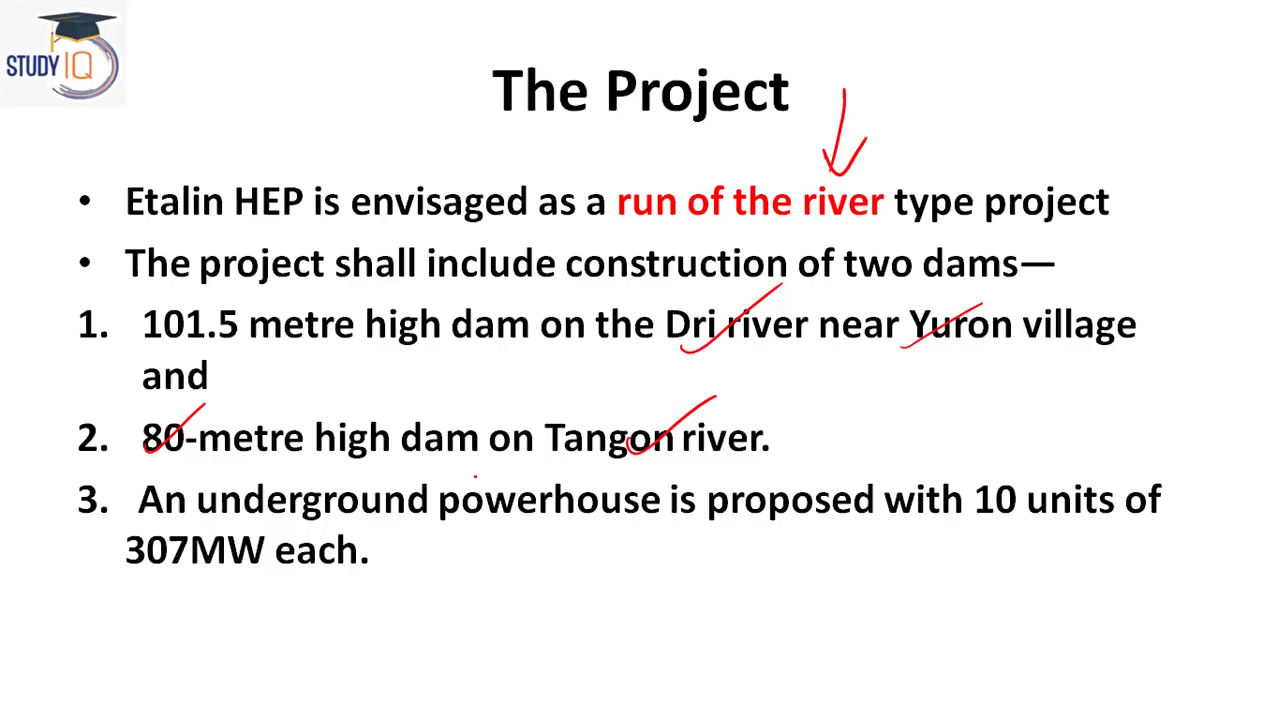 STUDY IQ
The Project
• Etalin HEP is envisaged as a run of the river type project
• The project shall include construction of two dams—
1. 101.5 metre high dam on the Dri river near Yuron village
and
2. 80-metre high dam on Tangon river.
3. An underground powerhouse is proposed with 10 units of
307MW each.